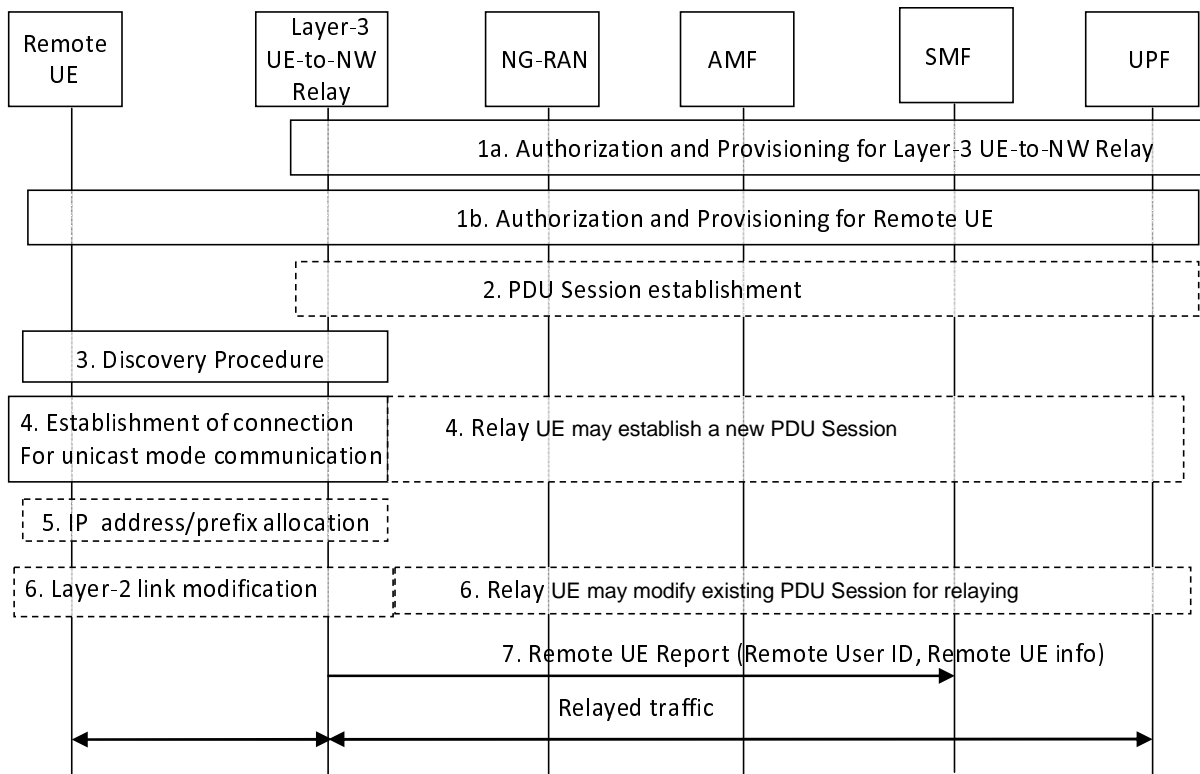 Remote
UE
Layer-3
UE-to-NW
Relay
NG-RAN
AMF
SMF
UPF
1a. Authorization and Provisioning for Layer-3 UE-to-NW Relay
1b. Authorization and Provisioning for Remote UE
2. PDU Session establishment
3. Discovery Procedure
4. Establishment of connection
For unicast mode communication
4. Relay UE may establish a new PDU Session
5. IP address/prefix allocation
6. Layer-2 link modification
6. Relay UE may modify existing PDU Session for relaying
7. Remote UE Report (Remote User ID, Remote UE info)
Relayed traffic